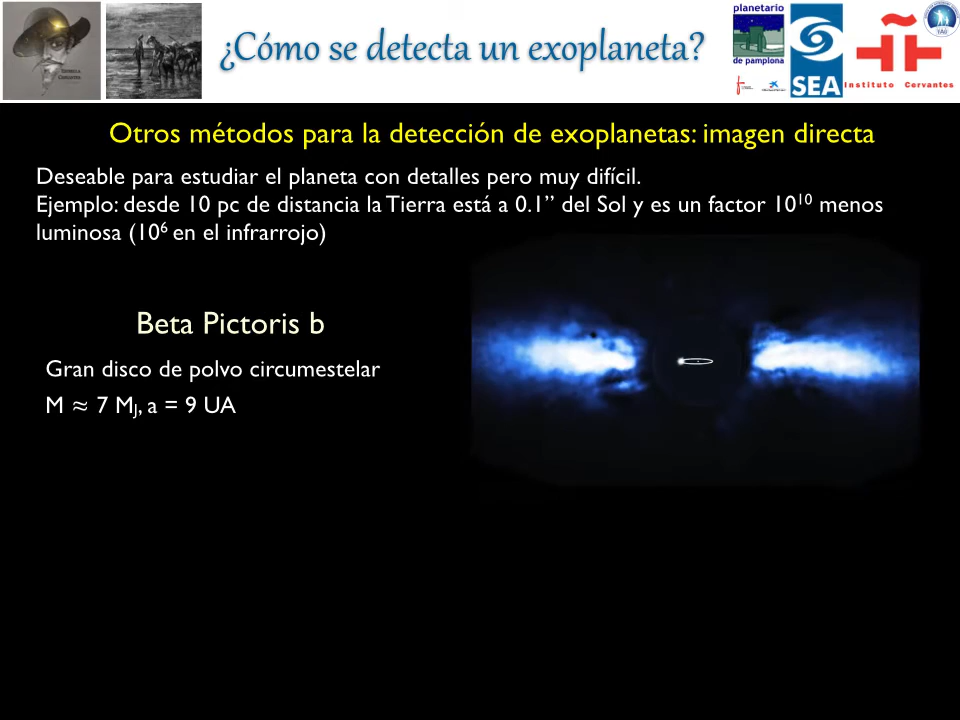 ¿Cómo se detecta un exoplaneta?
planetario
de pamplona
SEA
Instituto Cervantes
Otros métodos para la detección de exoplanetas: imagen directa
Deseable para estudiar el planeta con detalles pero muy difícil.
Ejemplo: desde 10 pc de distancia la Tierra está a 0.1” del Sol y es un factor 10¹⁰ menos
luminosa (10⁶ en el infrarrojo)
Beta Pictoris b
Gran disco de polvo circumestelar
M ≈ 7 M_J, a = 9 UA